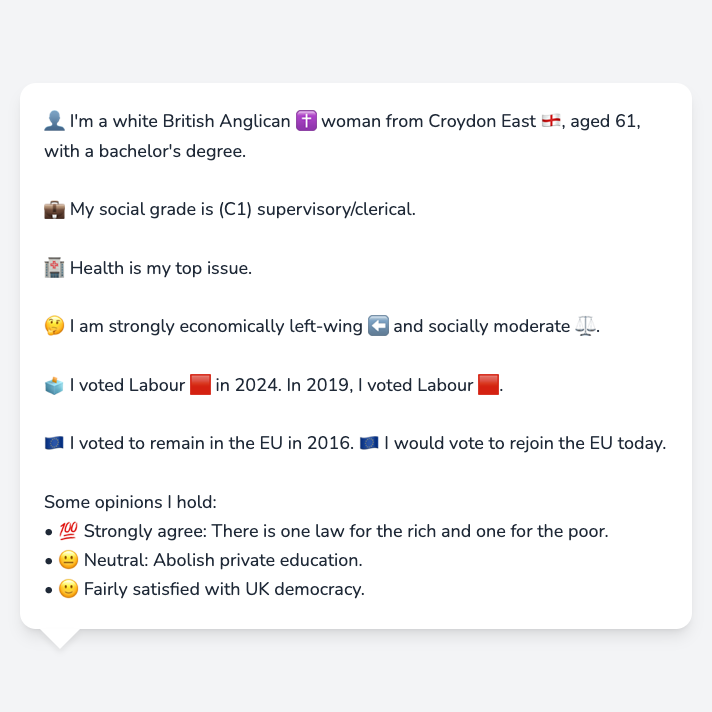 👤 I'm a white British Anglican ✝️ woman from Croydon East 🏴󠁧󠁢󠁥󠁮󠁧󠁿, aged 61,
with a bachelor's degree.
💼 My social grade is (C1) supervisory/clerical.
🏥 Health is my top issue.
🤔 I am strongly economically left-wing ⬅️ and socially moderate ⚖️.
🗳️ I voted Labour 🟥 in 2024. In 2019, I voted Labour 🟥.
🇪🇺 I voted to remain in the EU in 2016. 🇪🇺 I would vote to rejoin the EU today.
Some opinions I hold:
• 💯 Strongly agree: There is one law for the rich and one for the poor.
• 😐 Neutral: Abolish private education.
• 🙂 Fairly satisfied with UK democracy.